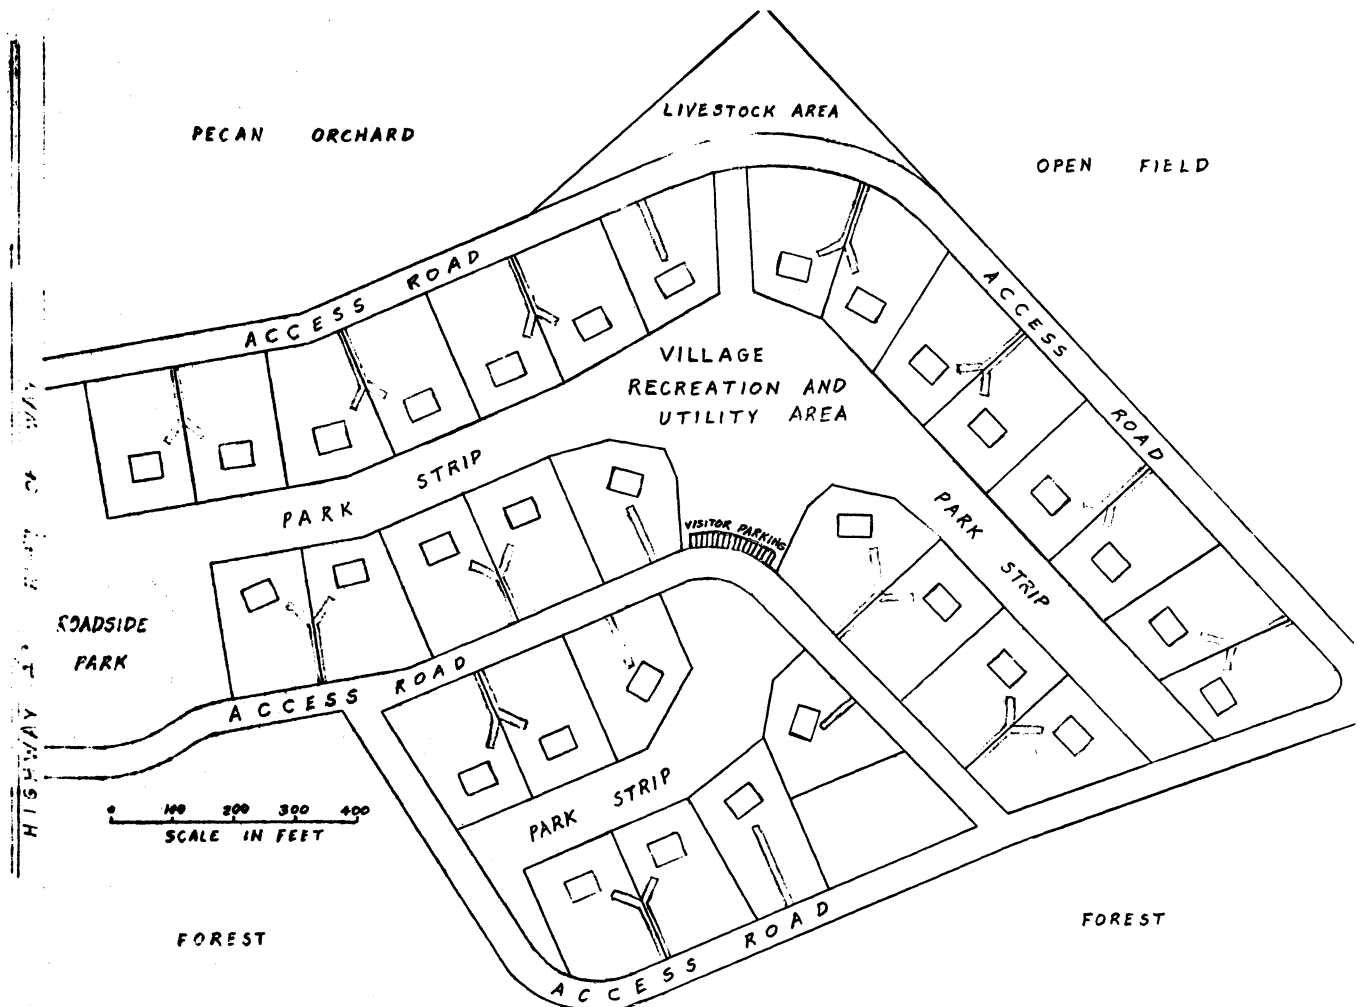 LIVESTOCK AREA
PECAN ORCHARD
OPEN FIELD
ACCESS ROAD
ACCESS ROAD
VILLAGE
RECREATION AND
UTILITY AREA
PARK STRIP
PARK STRIP
VISITOR PARKING
ROADSIDE
PARK
ACCESS ROAD
HIGHWAY
0 100 200 300 400
SCALE IN FEET
PARK STRIP
FOREST
FOREST
ACCESS ROAD